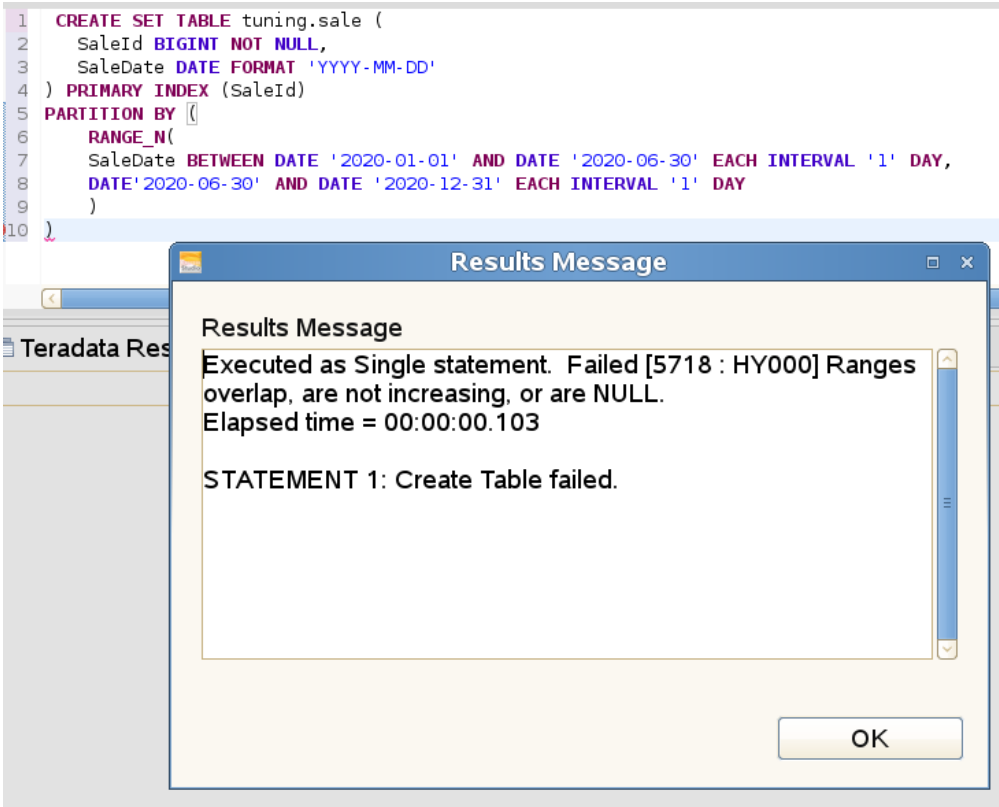 1 CREATE SET TABLE tuning.sale (
2 SaleId BIGINT NOT NULL,
3 SaleDate DATE FORMAT 'YYYY-MM-DD'
4 ) PRIMARY INDEX (SaleId)
5 PARTITION BY (
6 RANGE_N(
7 SaleDate BETWEEN DATE '2020-01-01' AND DATE '2020-06-30' EACH INTERVAL '1' DAY,
8 DATE'2020-06-30' AND DATE '2020-12-31' EACH INTERVAL '1' DAY
9 )
10 )
Results Message
Teradata Res
Results Message
Executed as Single statement. Failed [5718 : HY000] Ranges
overlap, are not increasing, or are NULL.
Elapsed time = 00:00:00.103
STATEMENT 1: Create Table failed.
OK